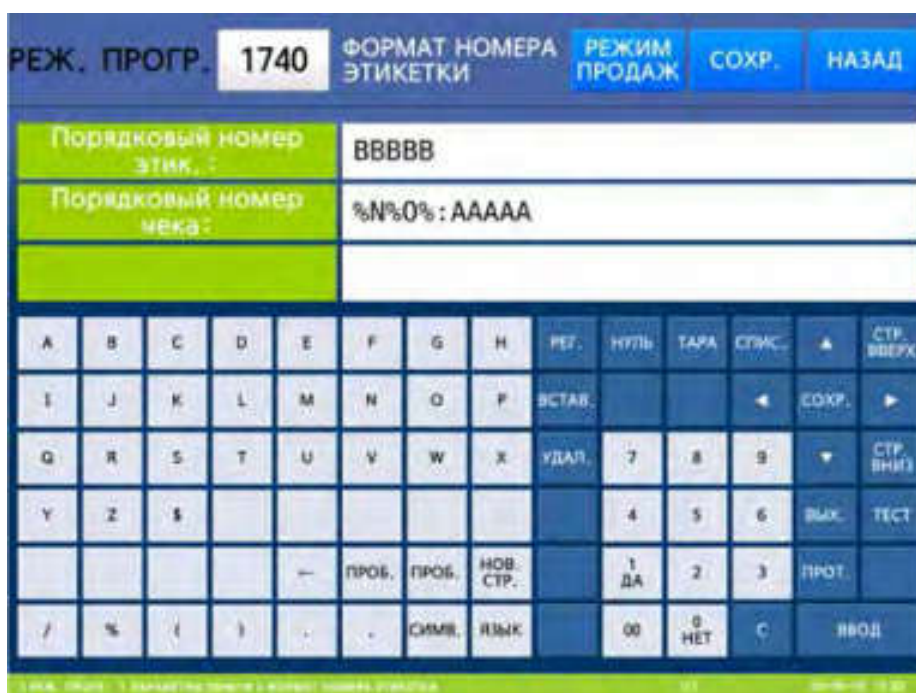 РЕЖ. ПРОГР. 1740 ФОРМАТ НОМЕРА ЭТИКЕТКИ РЕЖИМ ПРОДАЖ СОХР. НАЗАД
Порядковый номер этик. : BBBBB
Порядковый номер чека: %N%O%:AAAAA
A B C D E F G H РЕГ. НУЛЬ ТАРА СПИС. ▲ СТР. ВВЕРХ
I J K L M N O P ВСТАВ. ◀ СОХР. ▶
Q R S T U V W X УДАЛ. 7 8 9 ▼ СТР. ВНИЗ
Y Z $ 4 5 6 ВЫХ. ТЕСТ
← ПРОБ. ПРОБ. НОВ. СТР. 1 ДА 2 3 ПРОТ.
/ % ( ) . СИМВ. ЯЗЫК 00 0 НЕТ C ВВОД